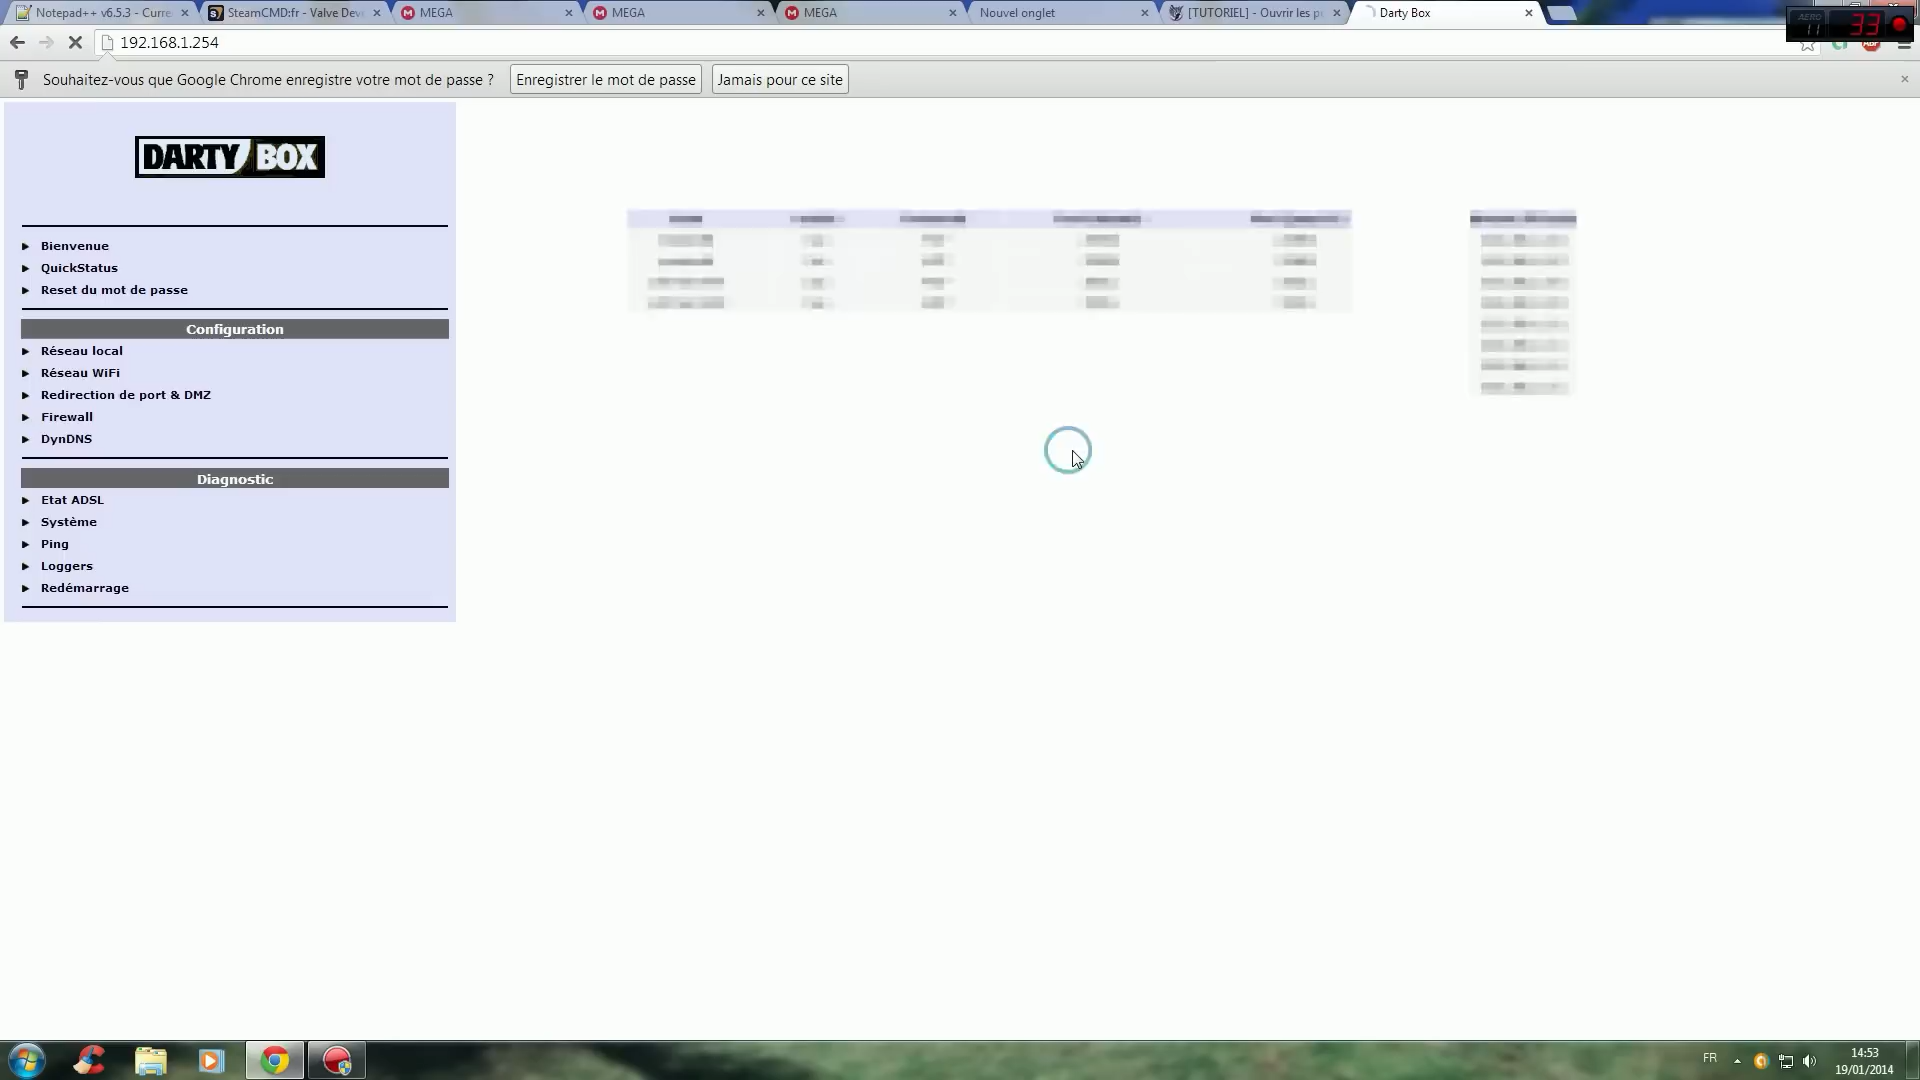 Notepad++ v6.5.3 - Curre
SteamCMD:fr - Valve Dev
MEGA
MEGA
MEGA
Nouvel onglet
[TUTORIEL] - Ouvrir les p
Darty Box
AERO
11
33
192.168.1.254
ABP
Souhaitez-vous que Google Chrome enregistre votre mot de passe ?
Enregistrer le mot de passe
Jamais pour ce site
DARTY BOX
Bienvenue
QuickStatus
Reset du mot de passe
Configuration
Réseau local
Réseau WiFi
Redirection de port & DMZ
Firewall
DynDNS
Diagnostic
Etat ADSL
Système
Ping
Loggers
Redémarrage
FR
14:53
19/01/2014